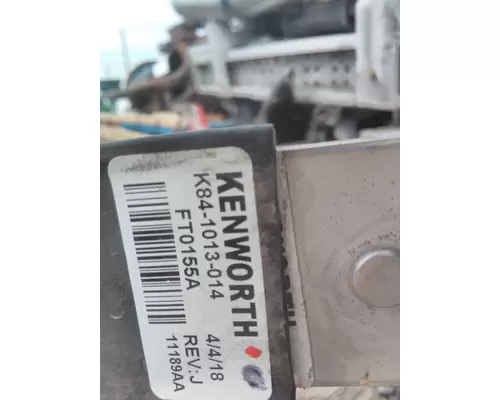 KENWORTH
K84-1013-014 4/4/18
FT0155A REV:J
11189AA